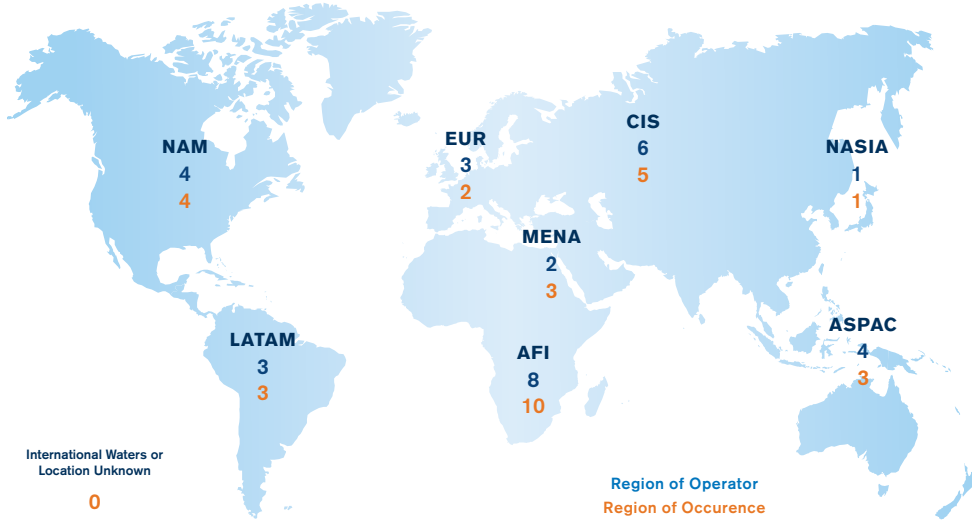 NAM
4
4
EUR
3
2
CIS
6
5
NASIA
1
1
MENA
2
3
LATAM
3
3
AFI
8
10
ASPAC
4
3
International Waters or
Location Unknown
0
Region of Operator
Region of Occurence